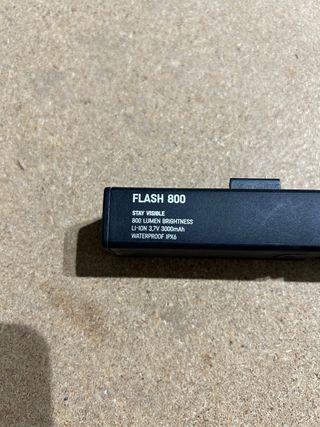 FLASH 800
STAY VISIBLE
800 LUMEN BRIGHTNESS
LI-ION 3,7V 3000mAh
WATERPROOF IPX6